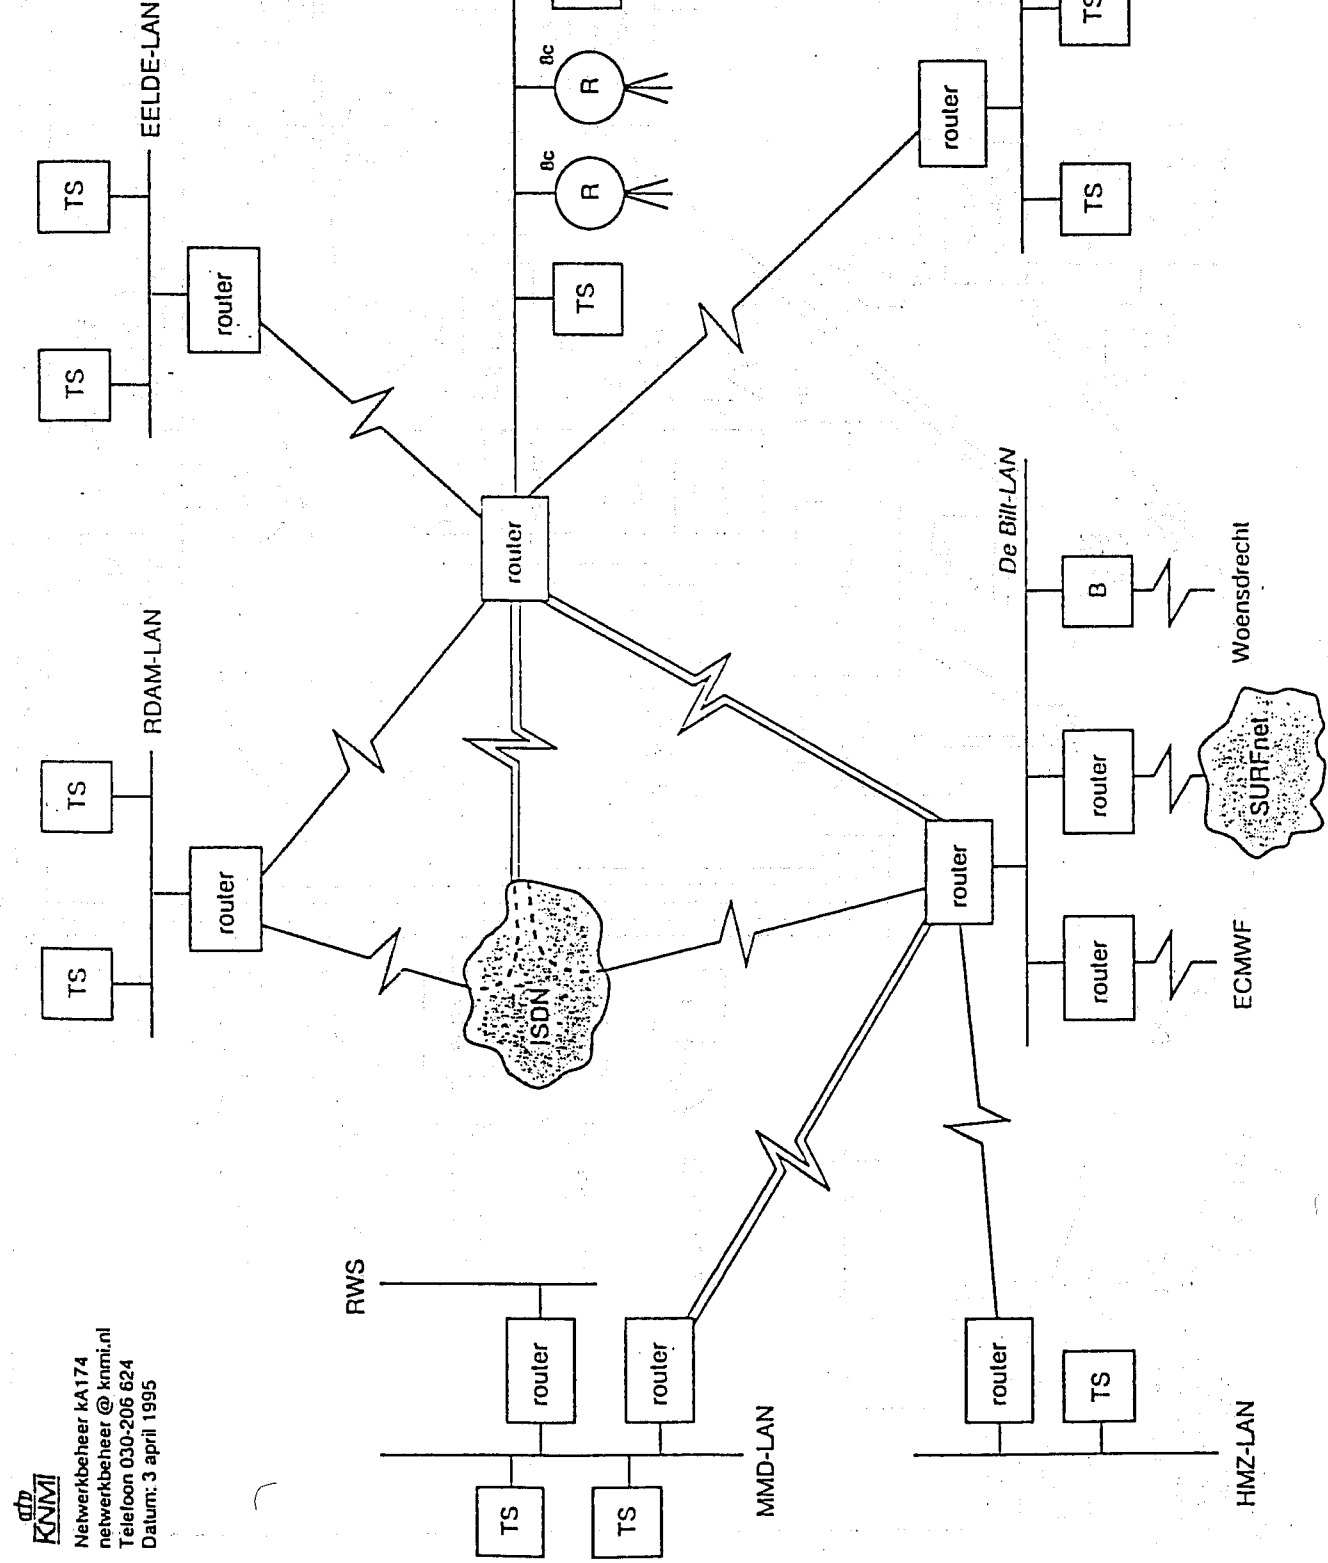 KNMI
Netwerkbeheer kA174
netwerkbeheer @ knmi.nl
Telefoon 030-206 624
Datum: 3 april 1995
TS
TS
RDAM-LAN
router
TS
TS
EELDE-LAN
router
RWS
router
TS
TS
router
MMD-LAN
ISDN
router
TS
R
8c
R
8c
router
TS
HMZ-LAN
router
De Bilt-LAN
router
ECMWF
router
SURFnet
B
Woensdrecht
router
TS
TS